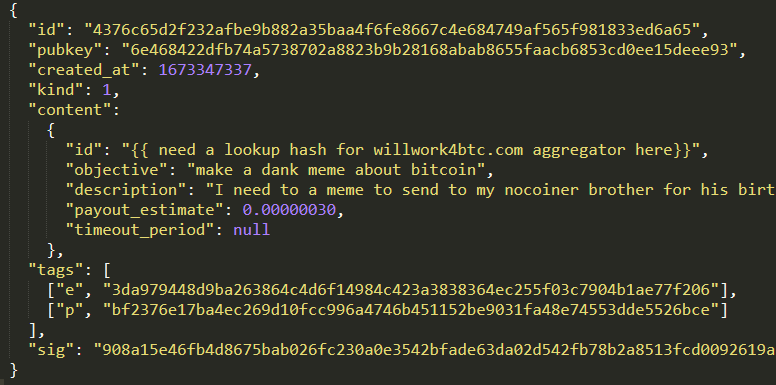 {
"id": "4376c65d2f232afbe9b882a35baa4f6fe8667c4e684749af565f981833ed6a65",
"pubkey": "6e468422dfb74a5738702a8823b9b28168abab8655faacb6853cd0ee15deee93",
"created_at": 1673347337,
"kind": 1,
"content":
{
"id": "{{ need a lookup hash for willwork4btc.com aggregator here}}",
"objective": "make a dank meme about bitcoin",
"description": "I need to a meme to send to my nocoiner brother for his birt
"payout_estimate": 0.00000030,
"timeout_period": null
},
"tags": [
["e", "3da979448d9ba263864c4d6f14984c423a3838364ec255f03c7904b1ae77f206"],
["p", "bf2376e17ba4ec269d10fcc996a4746b451152be9031fa48e74553dde5526bce"]
],
"sig": "908a15e46fb4d8675bab026fc230a0e3542bfade63da02d542fb78b2a8513fcd0092619a
}